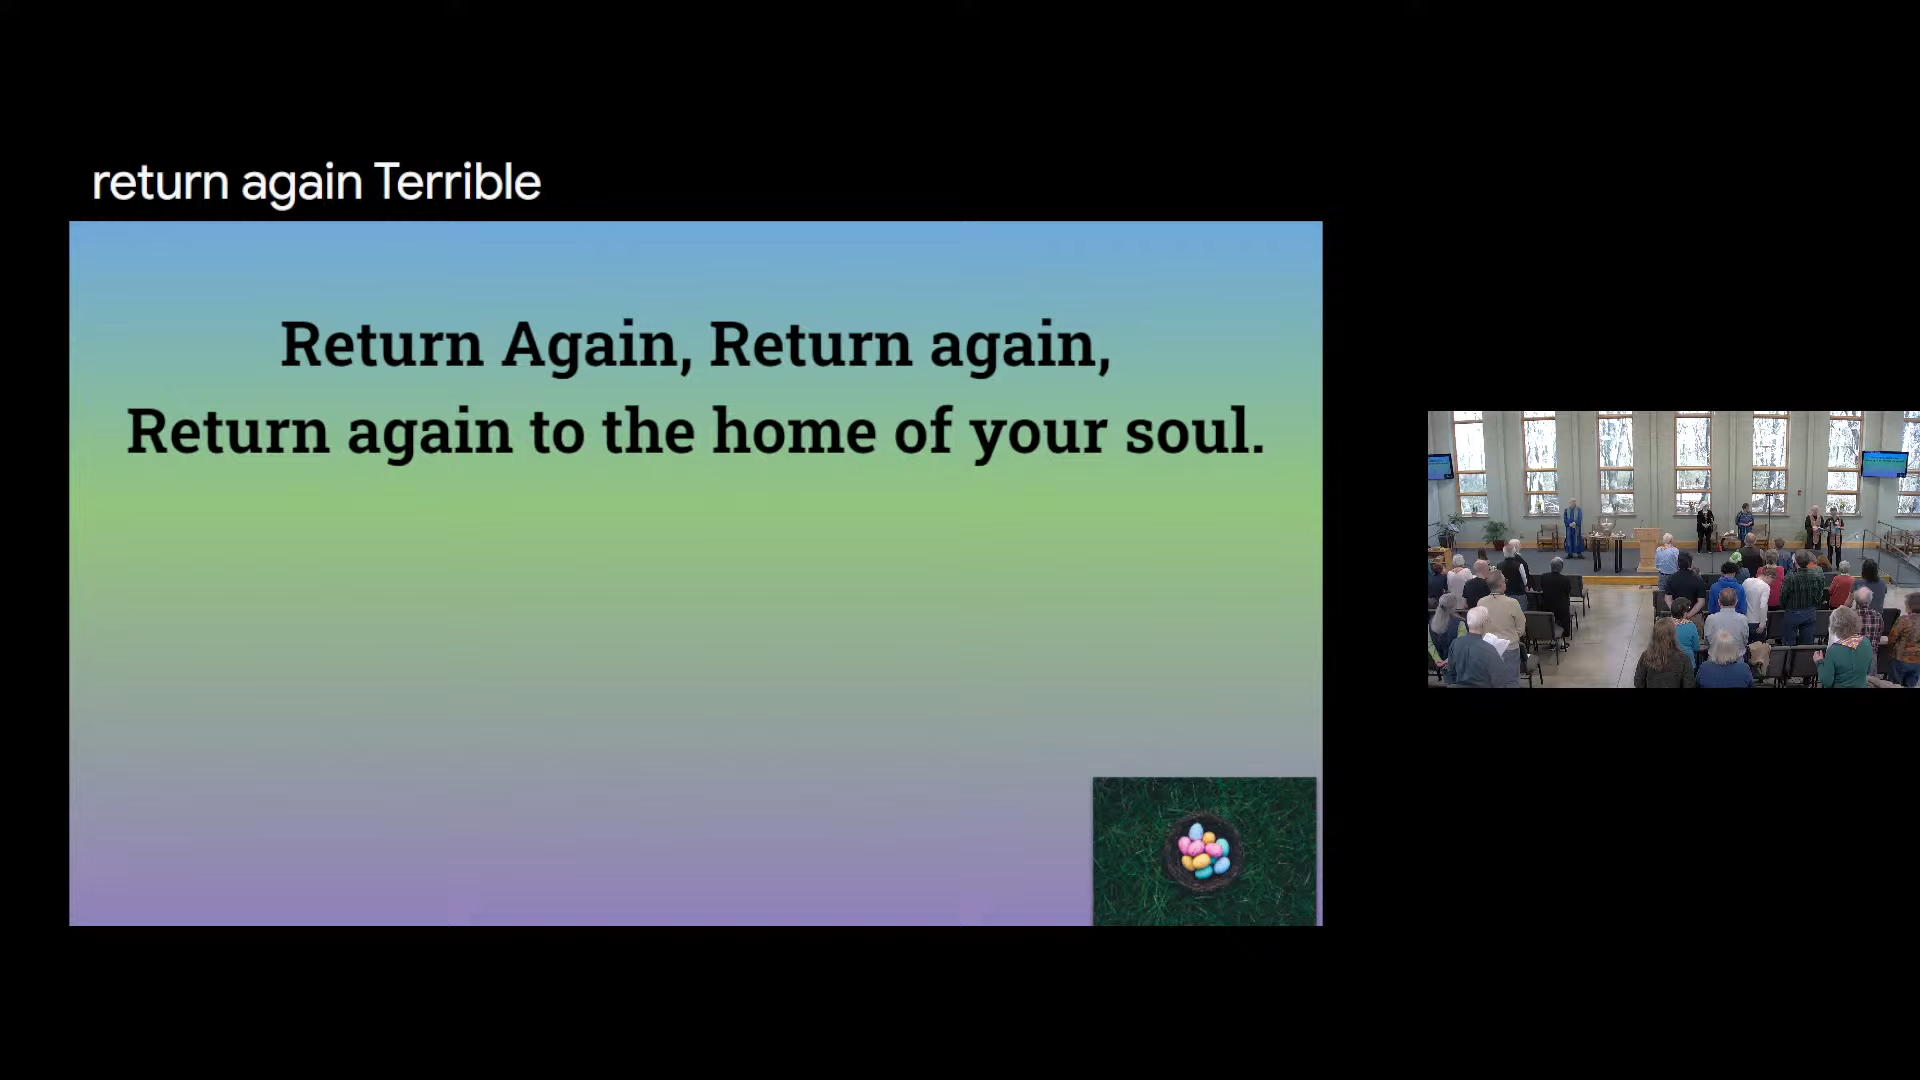 return again Terrible
Return Again, Return again,
Return again to the home of your soul.